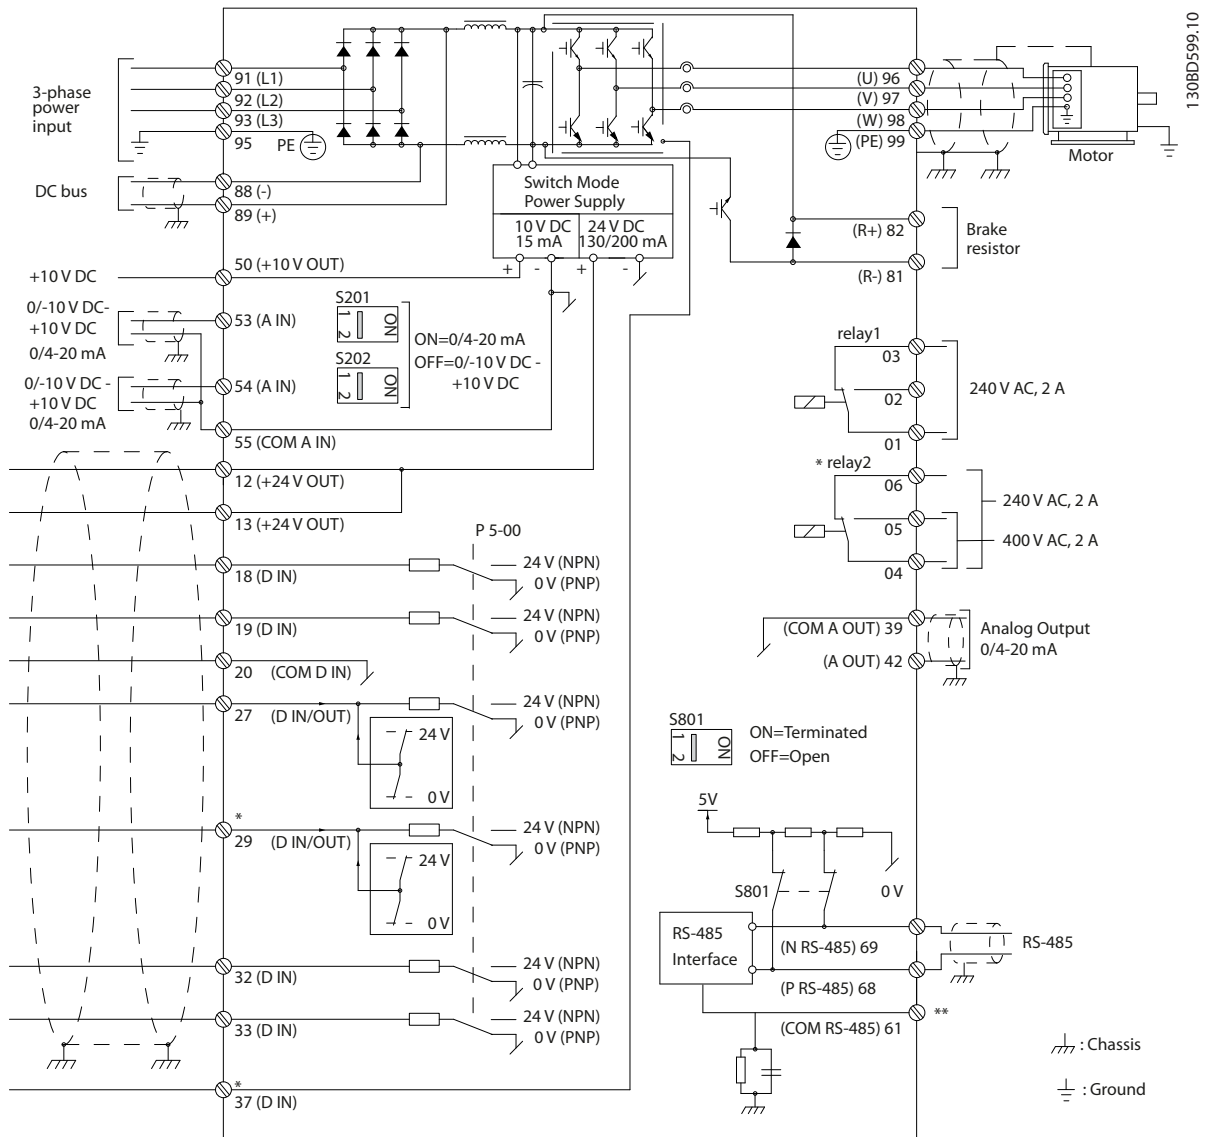 130BD599.10
3-phase
power
input
91 (L1)
92 (L2)
93 (L3)
95
PE
DC bus
88 (-)
89 (+)
+10 V DC
50 (+10 V OUT)
0/-10 V DC-
+10 V DC
0/4-20 mA
53 (A IN)
0/-10 V DC -
+10 V DC
0/4-20 mA
54 (A IN)
55 (COM A IN)
12 (+24 V OUT)
13 (+24 V OUT)
18 (D IN)
19 (D IN)
20 (COM D IN)
27 (D IN/OUT)
24 V
0 V
*
29 (D IN/OUT)
24 V
0 V
32 (D IN)
33 (D IN)
*
37 (D IN)
S201
1 2 ON
S202
1 2 ON
ON=0/4-20 mA
OFF=0/-10 V DC -
+10 V DC
Switch Mode
Power Supply
10 V DC
15 mA
24 V DC
130/200 mA
+ - + -
P 5-00
24 V (NPN)
0 V (PNP)
24 V (NPN)
0 V (PNP)
24 V (NPN)
0 V (PNP)
24 V (NPN)
0 V (PNP)
24 V (NPN)
0 V (PNP)
24 V (NPN)
0 V (PNP)
(U) 96
(V) 97
(W) 98
(PE) 99
Motor
(R+) 82
(R-) 81
Brake
resistor
relay1
03
02
01
240 V AC, 2 A
* relay2
06
05
04
240 V AC, 2 A
400 V AC, 2 A
(COM A OUT) 39
(A OUT) 42
Analog Output
0/4-20 mA
S801
1 2 ON
ON=Terminated
OFF=Open
5V
S801
0 V
RS-485
Interface
(N RS-485) 69
(P RS-485) 68
(COM RS-485) 61
RS-485
**
: Chassis
: Ground